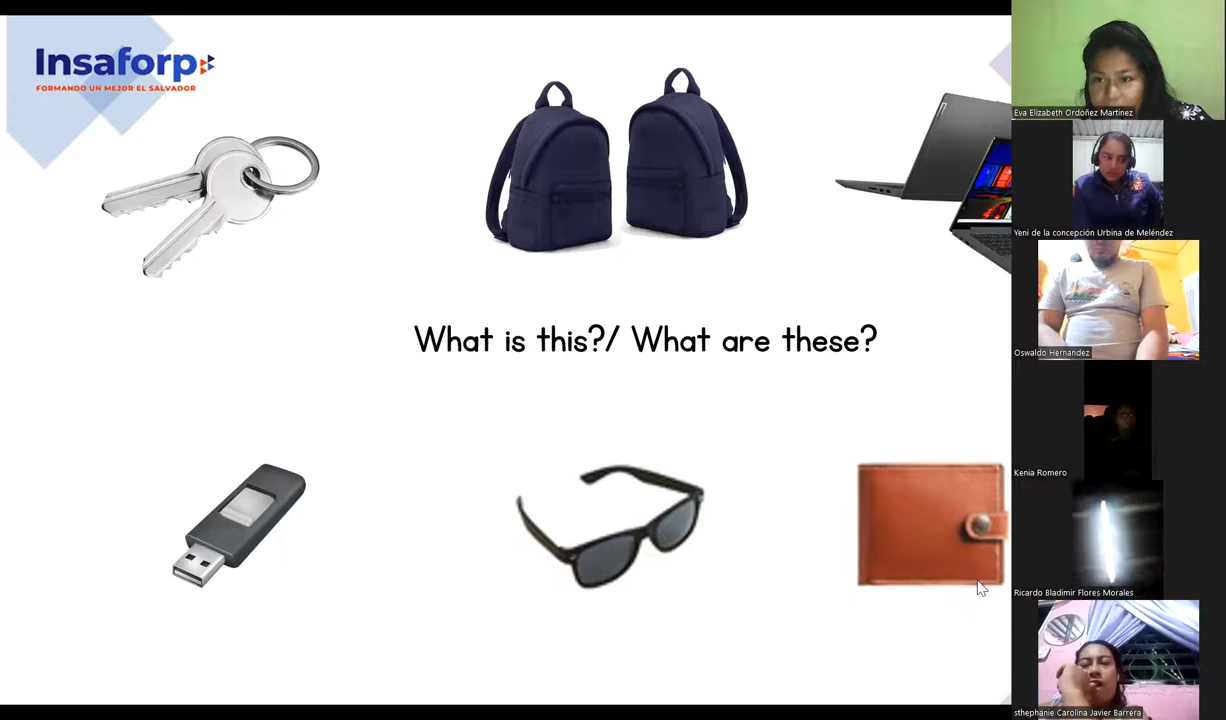 Insaforp
FORMANDO UN MEJOR EL SALVADOR
What is this?/ What are these?
Eva Elizabeth Ordoñez Martinez
Yeni de la concepción Urbina de Meléndez
Oswaldo Hernandez
Kenia Romero
Ricardo Bladimir Flores Morales
sthephanie Carolina Javier Barrera